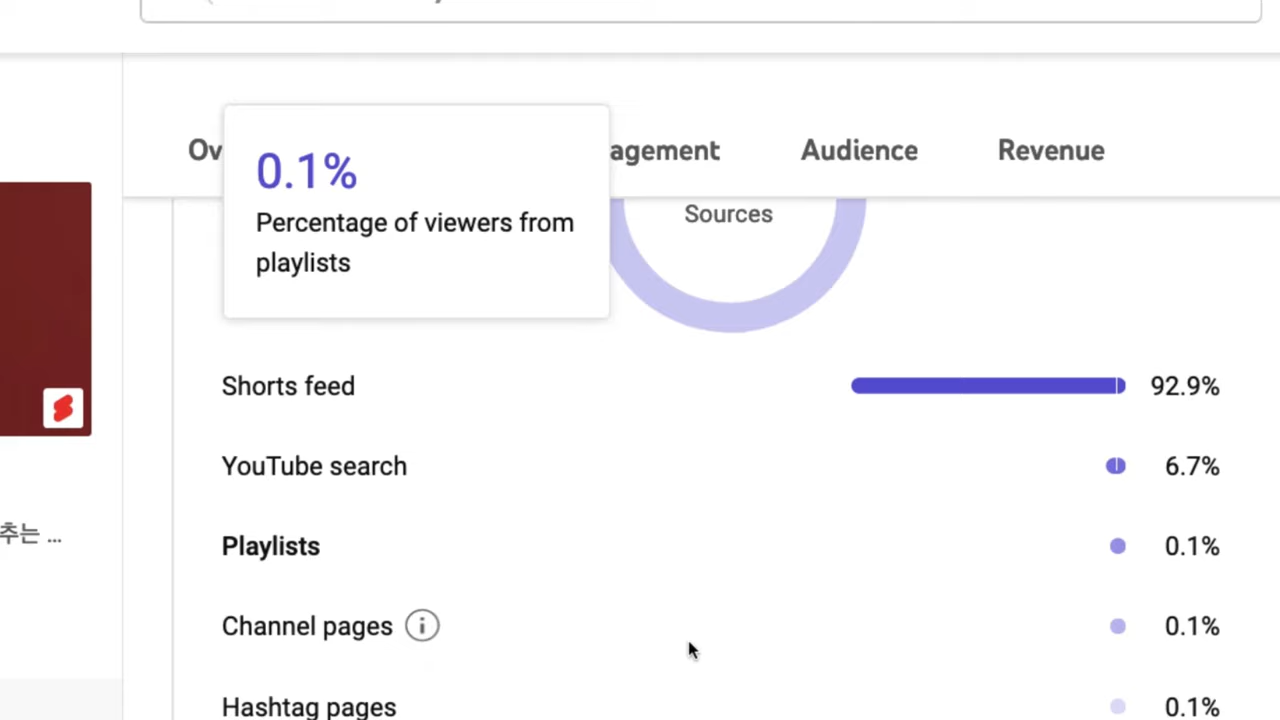 Ov
agement
Audience
Revenue
0.1%
Percentage of viewers from
playlists
Sources
Shorts feed
92.9%
YouTube search
6.7%
추는 ...
Playlists
0.1%
Channel pages
0.1%
Hashtag pages
0.1%